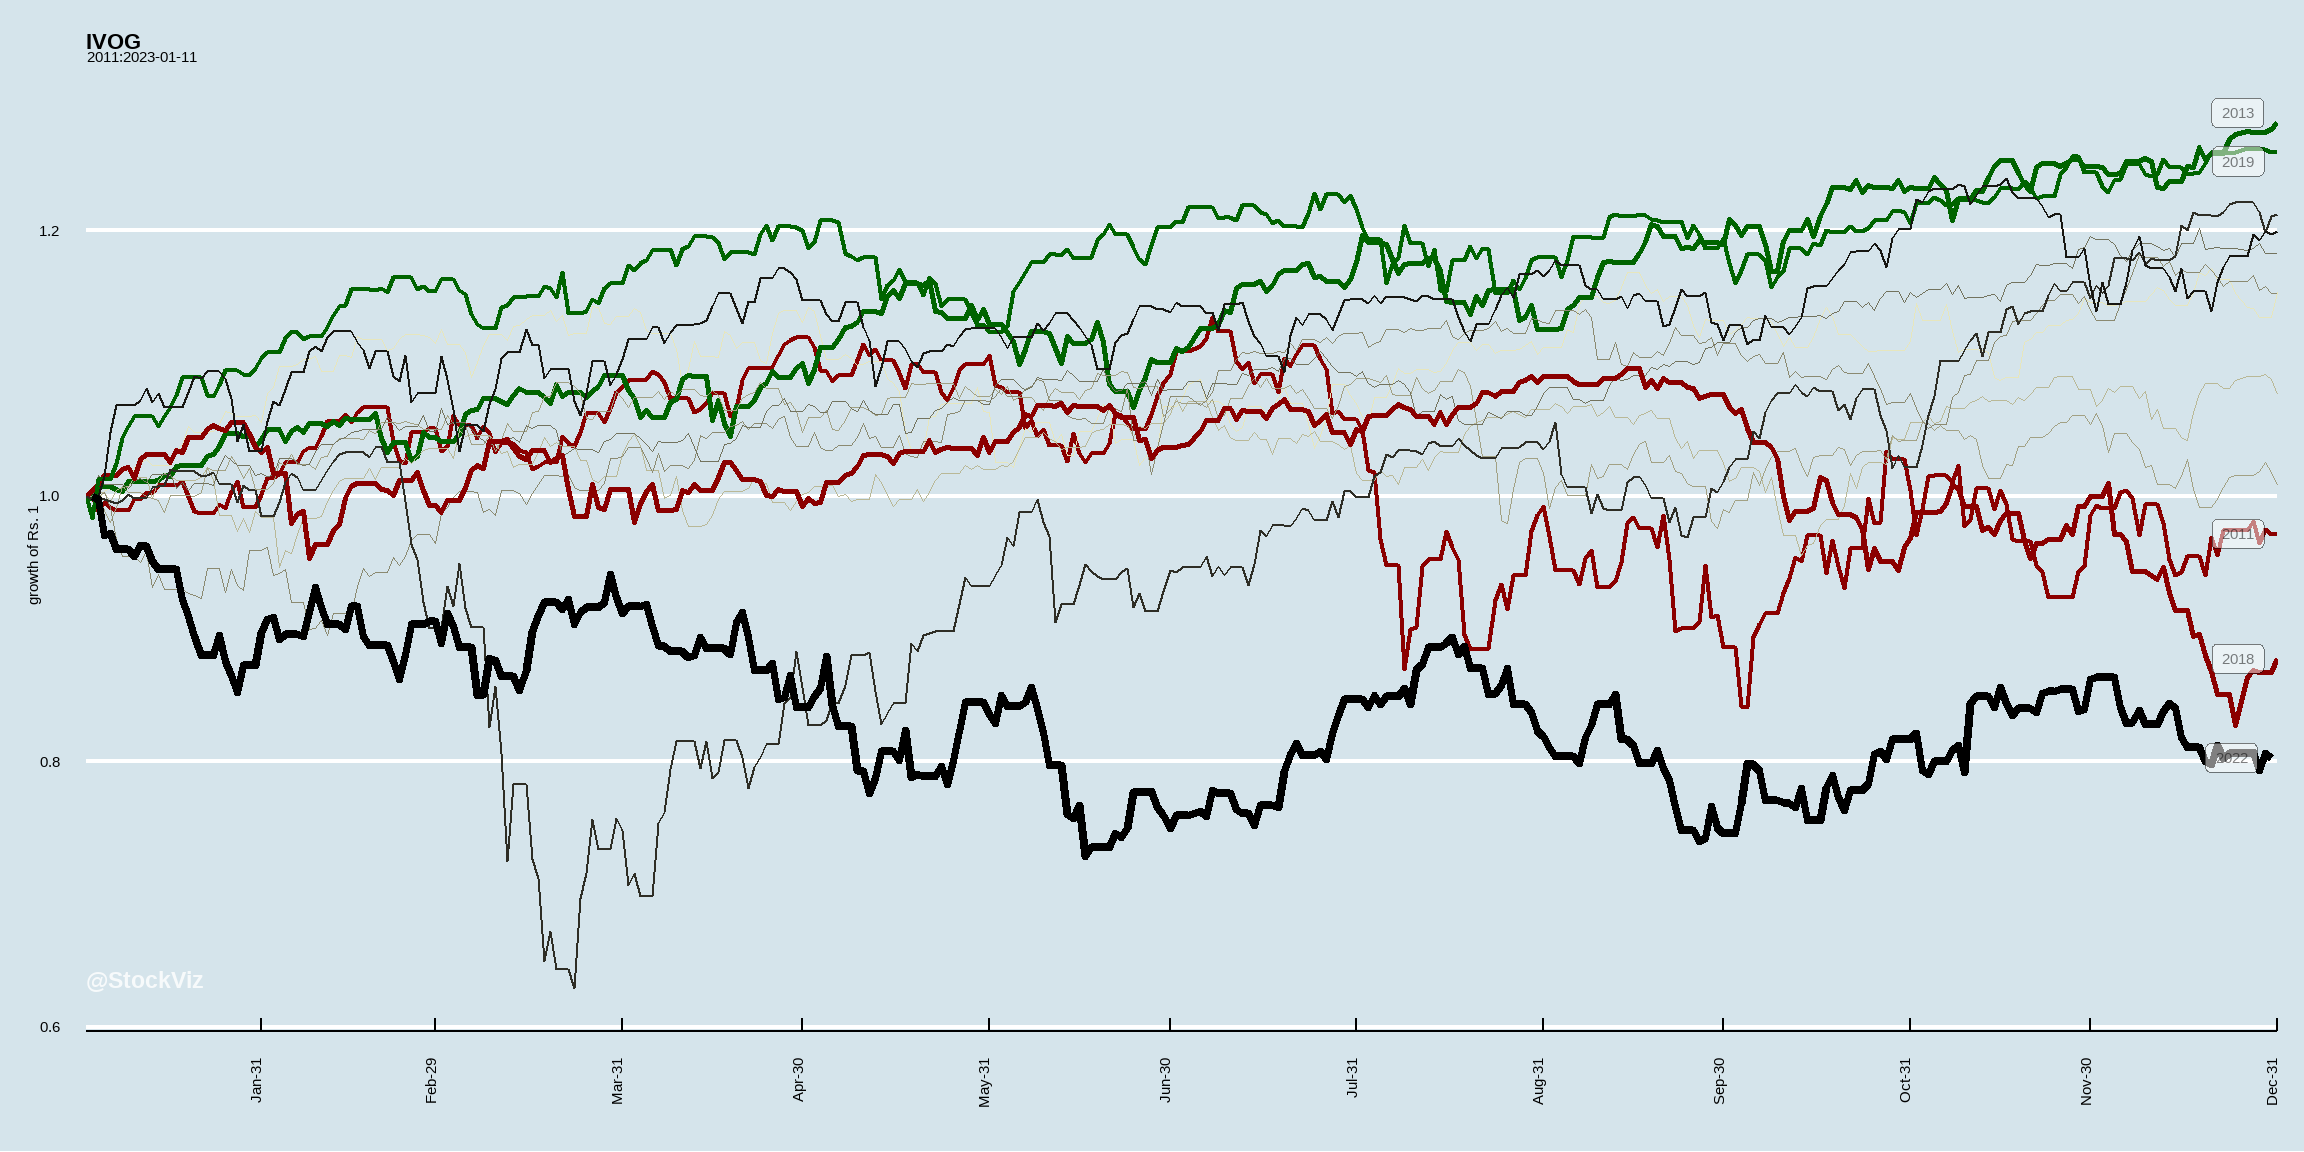 IVOG
2011:2023-01-11
2013
2019
1.2
1.0
2011
growth of Rs. 1
2018
0.8
2022
@StockViz
0.6
Jan-31
Feb-29
Mar-31
Apr-30
May-31
Jun-30
Jul-31
Aug-31
Sep-30
Oct-31
Nov-30
Dec-31